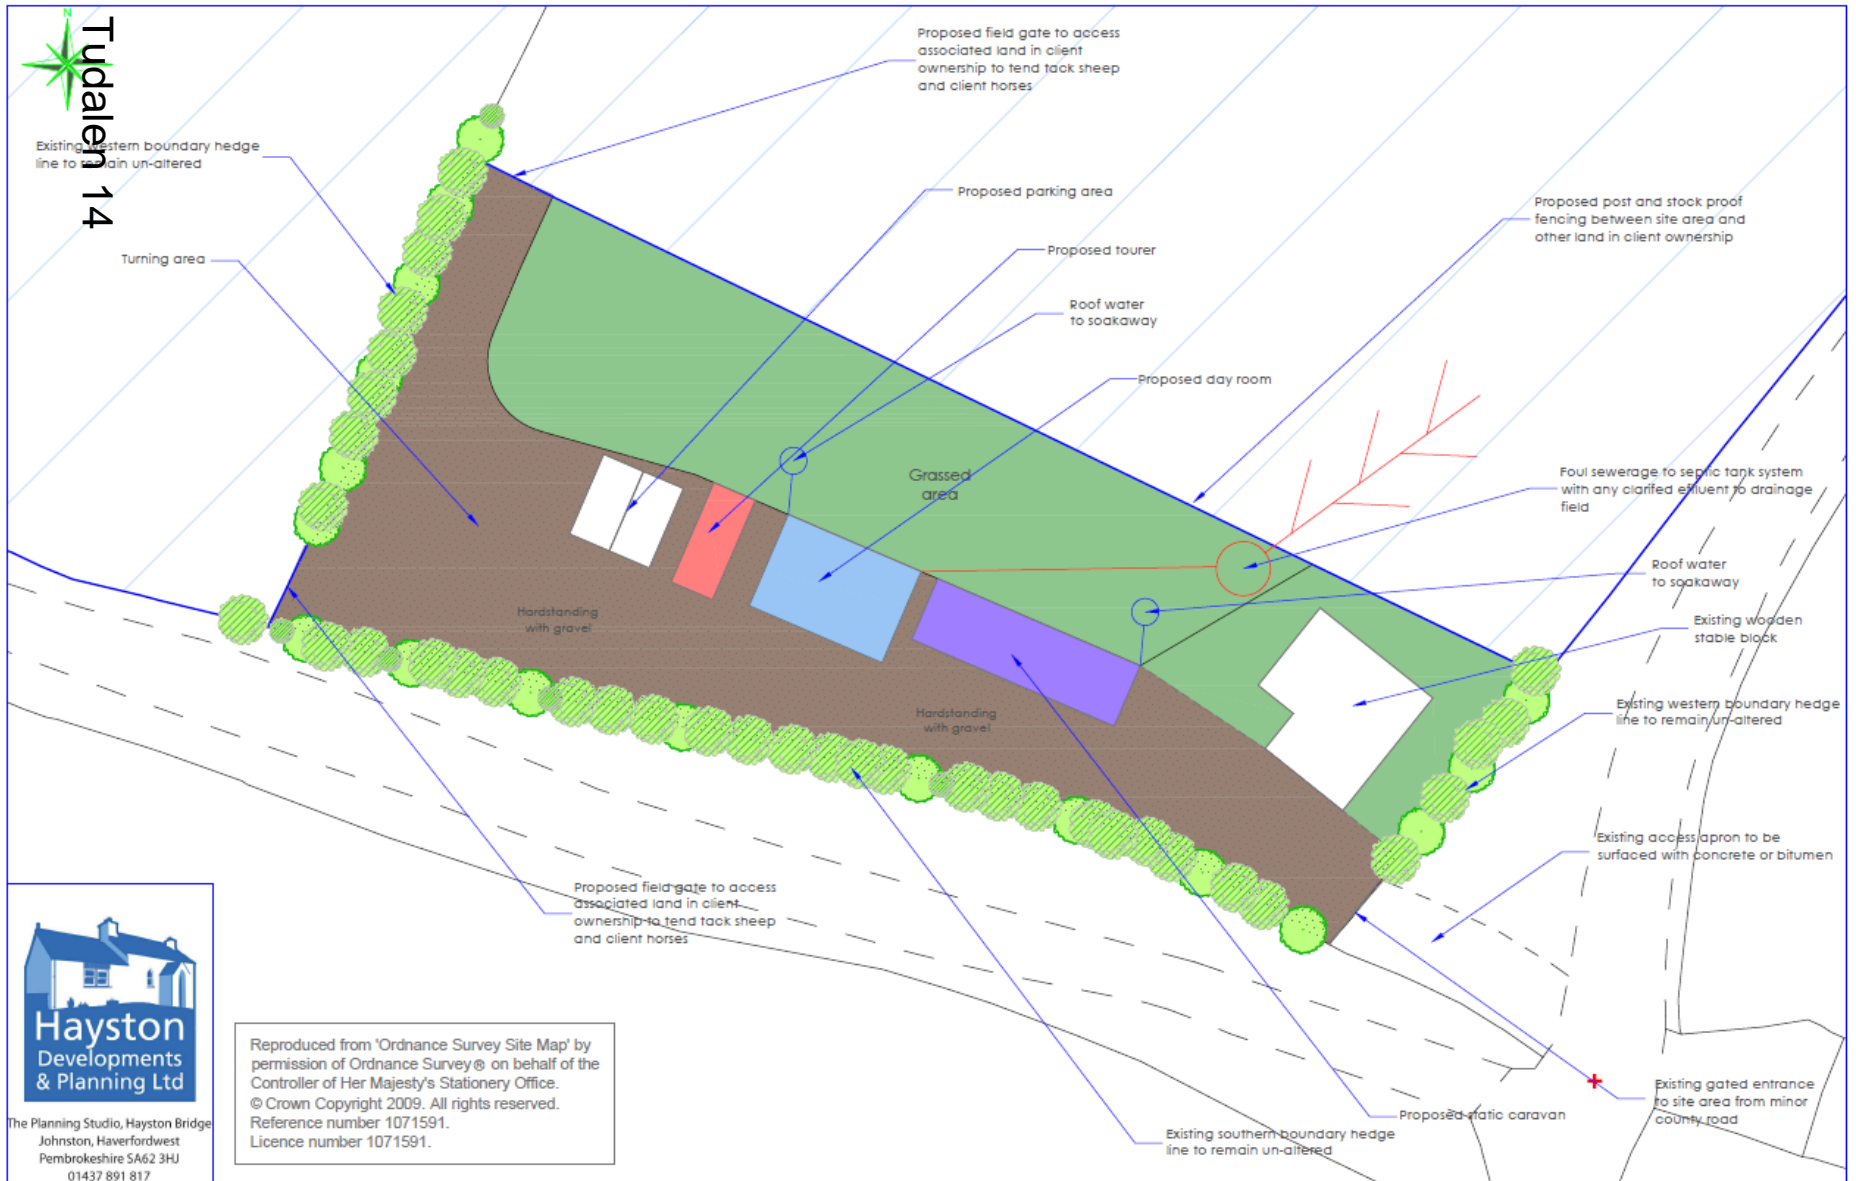 Tudalen 14
Proposed field gate to access
associated land in client
ownership to tend tack sheep
and client horses
Existing western boundary hedge
line to remain un-altered
Proposed parking area
Proposed post and stock proof
fencing between site area and
other land in client ownership
Turning area
Proposed tourer
Roof water
to soakaway
Proposed day room
Grassed
area
Foul sewerage to septic tank system
with any clarifed effluent to drainage
field
Roof water
to soakaway
Hardstanding
with gravel
Existing wooden
stable block
Hardstanding
with gravel
Existing western boundary hedge
line to remain un-altered
Existing access apron to be
surfaced with concrete or bitumen
Proposed field gate to access
associated land in client
ownership to tend tack sheep
and client horses
Existing gated entrance
to site area from minor
county road
Proposed static caravan
Existing southern boundary hedge
line to remain un-altered
Hayston
Developments
& Planning Ltd
The Planning Studio, Hayston Bridge
Johnston, Haverfordwest
Pembrokeshire SA62 3HJ
01437 891 817
Reproduced from 'Ordnance Survey Site Map' by
permission of Ordnance Survey® on behalf of the
Controller of Her Majesty's Stationery Office.
© Crown Copyright 2009. All rights reserved.
Reference number 1071591.
Licence number 1071591.